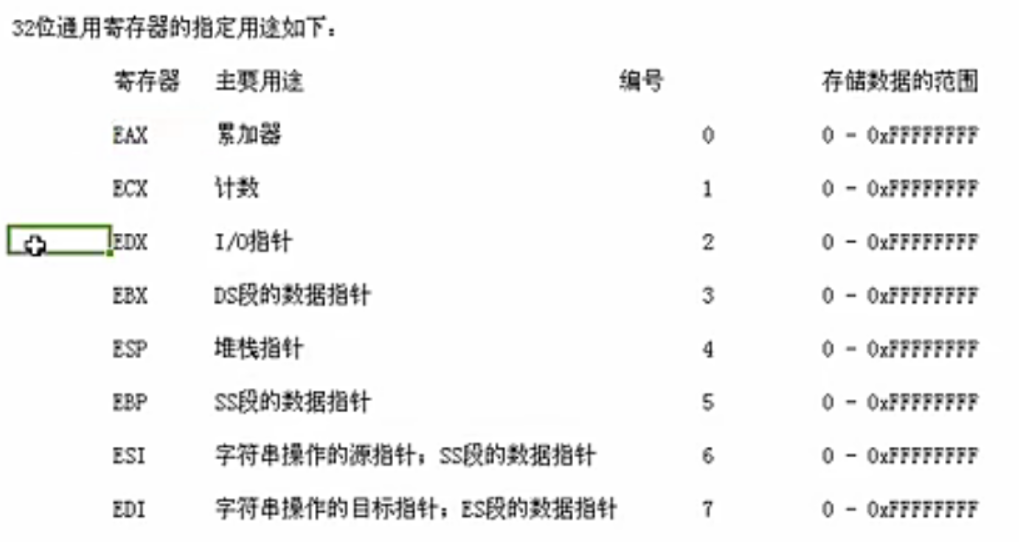 32位通用寄存器的指定用途如下：
寄存器 主要用途 编号 存储数据的范围
EAX 累加器 0 0 - 0xFFFFFFFF
ECX 计数 1 0 - 0xFFFFFFFF
EDX I/O指针 2 0 - 0xFFFFFFFF
EBX DS段的数据指针 3 0 - 0xFFFFFFFF
ESP 堆栈指针 4 0 - 0xFFFFFFFF
EBP SS段的数据指针 5 0 - 0xFFFFFFFF
ESI 字符串操作的源指针；SS段的数据指针 6 0 - 0xFFFFFFFF
EDI 字符串操作的目标指针；ES段的数据指针 7 0 - 0xFFFFFFFF